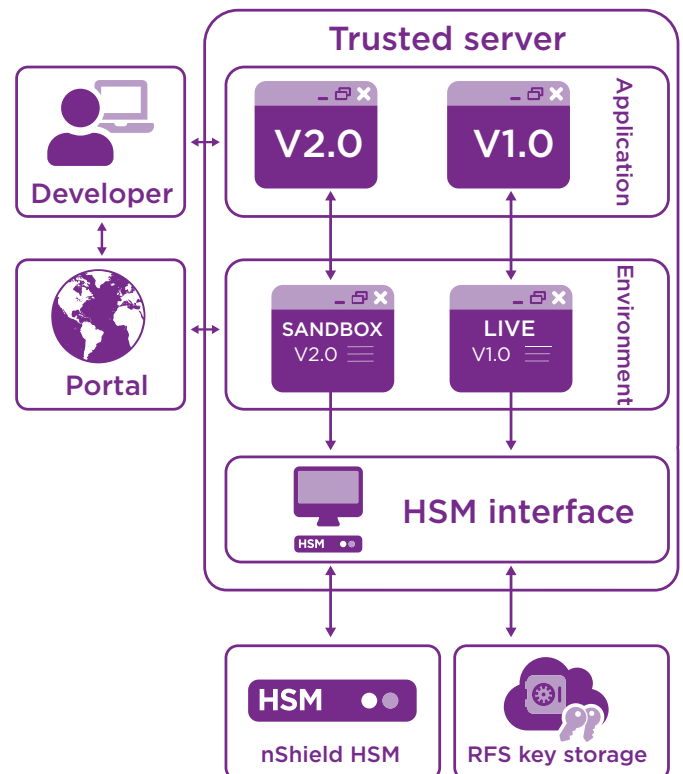 Trusted server
Developer
V2.0
V1.0
Application
Portal
SANDBOX
V2.0
LIVE
V1.0
Environment
HSM
HSM interface
HSM
nShield HSM
RFS key storage